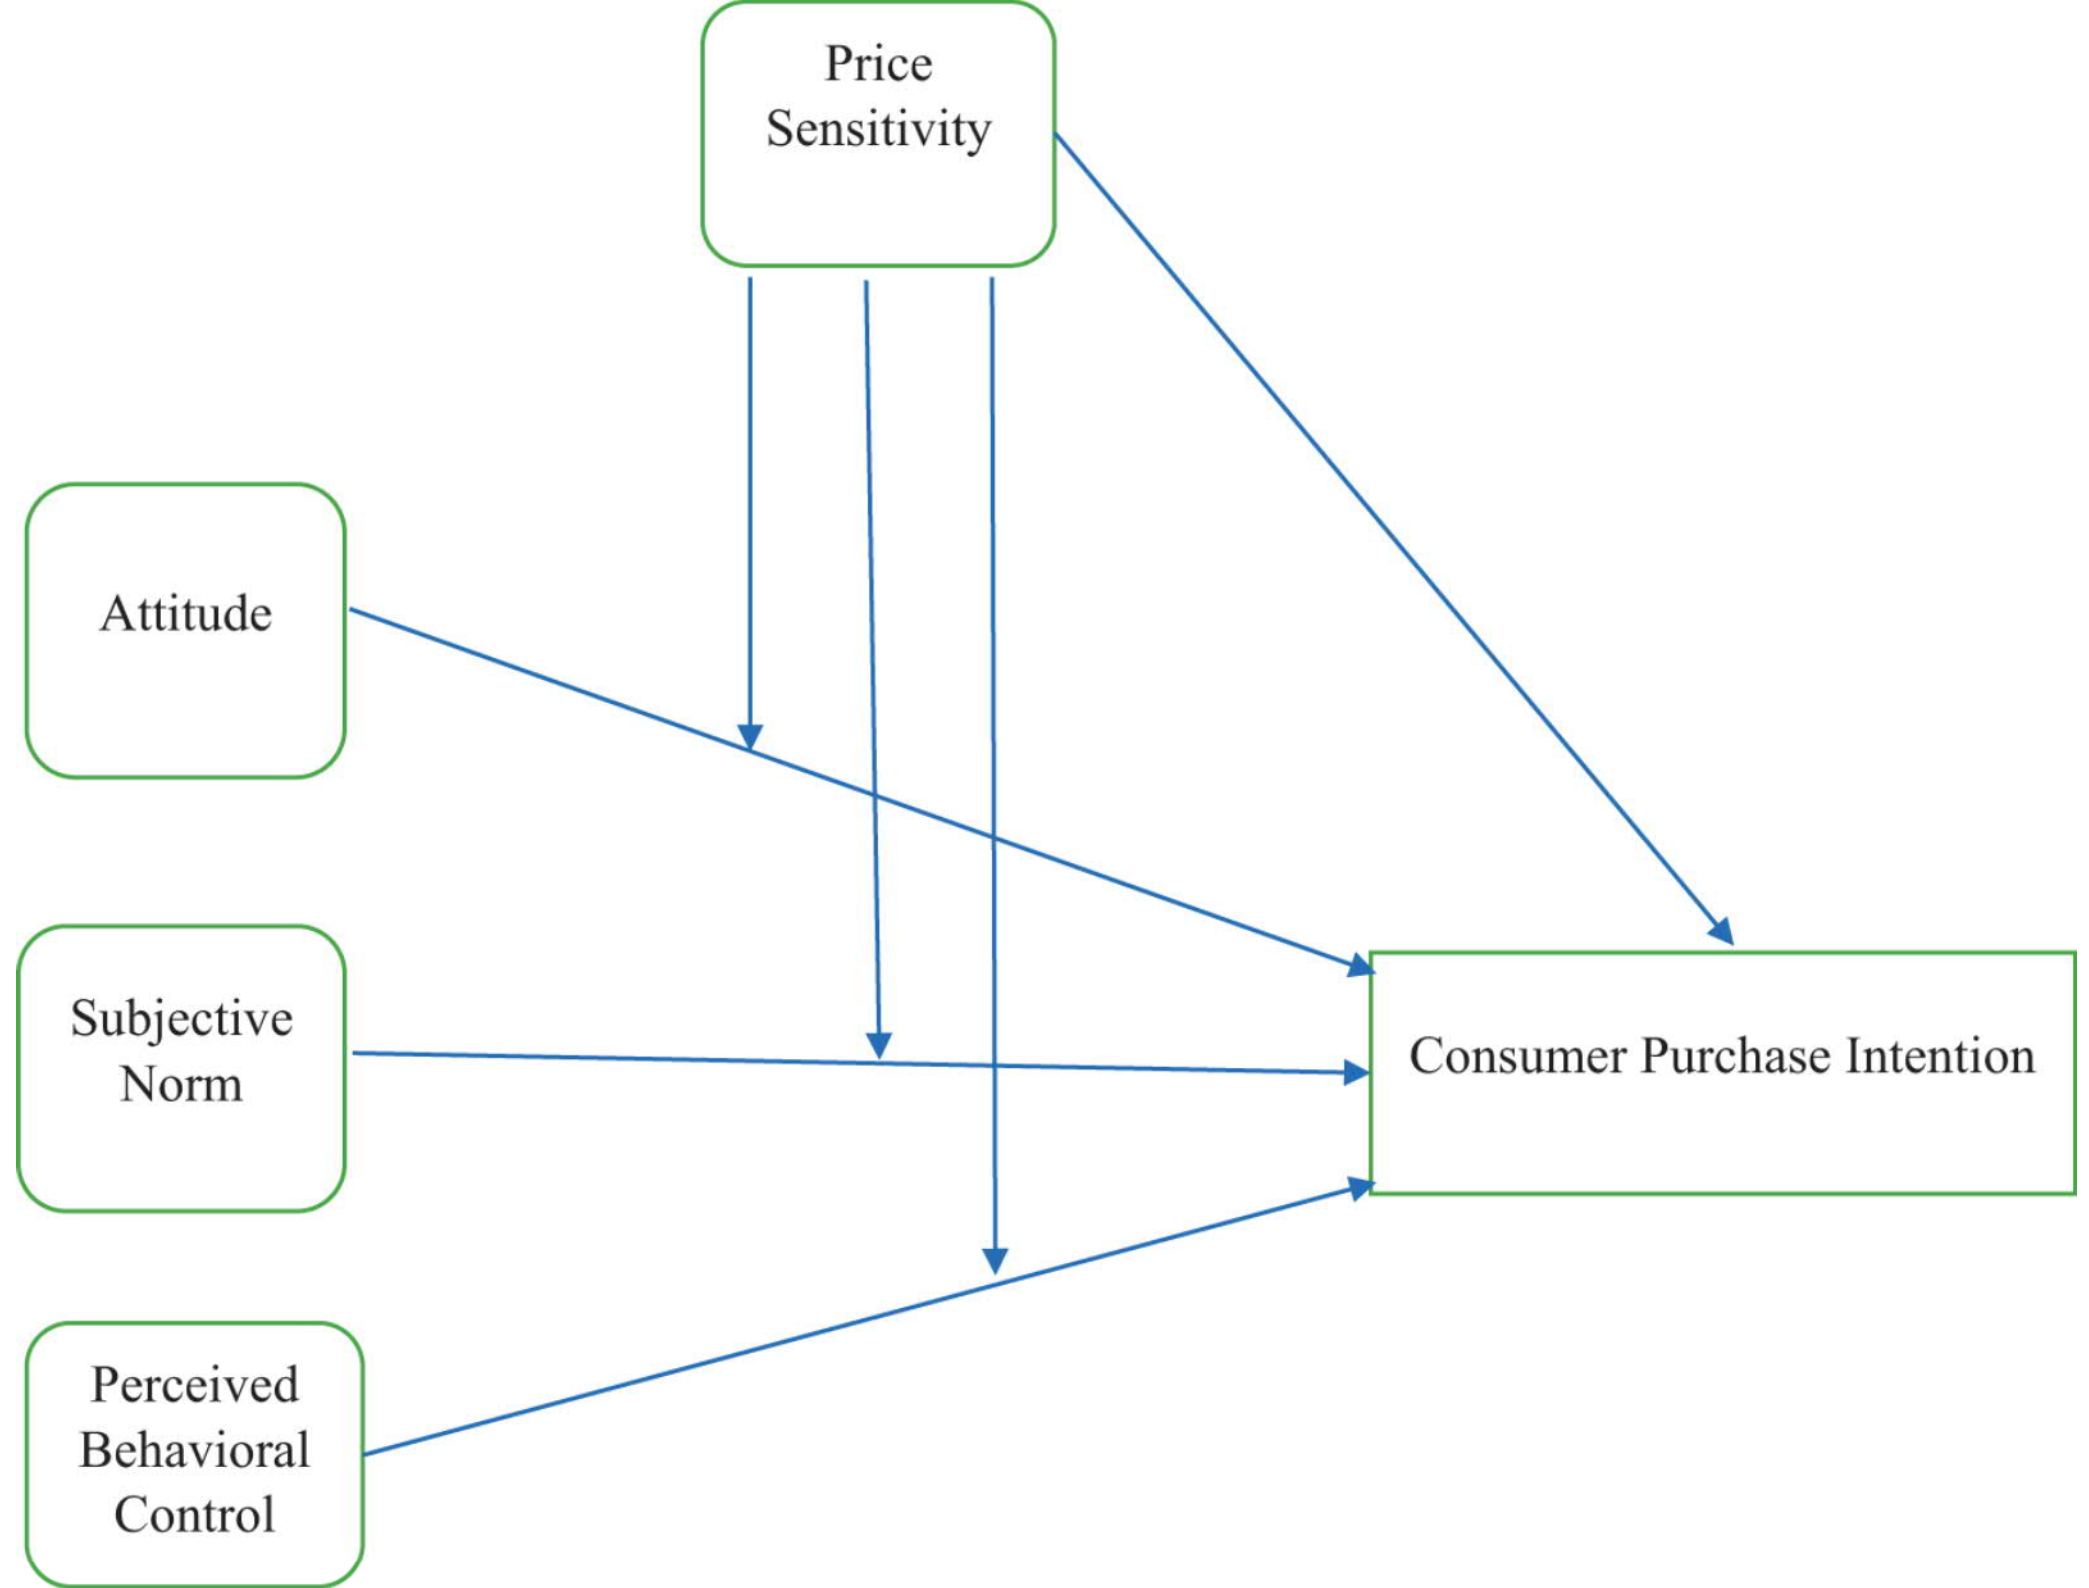 Price
Sensitivity
Attitude
Subjective
Norm
Consumer Purchase Intention
Perceived
Behavioral
Control